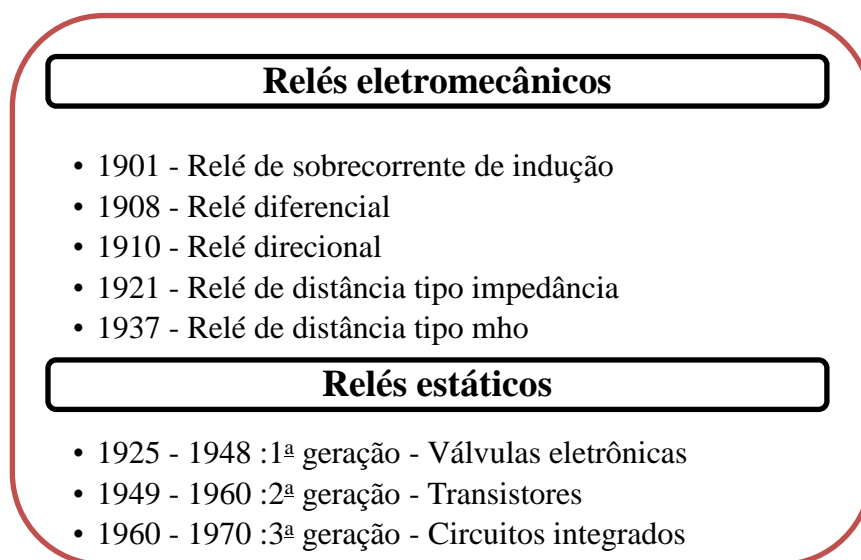 Relés eletromecânicos
• 1901 - Relé de sobrecorrente de indução
• 1908 - Relé diferencial
• 1910 - Relé direcional
• 1921 - Relé de distância tipo impedância
• 1937 - Relé de distância tipo mho
Relés estáticos
• 1925 - 1948 :1ª geração - Válvulas eletrônicas
• 1949 - 1960 :2ª geração - Transistores
• 1960 - 1970 :3ª geração - Circuitos integrados